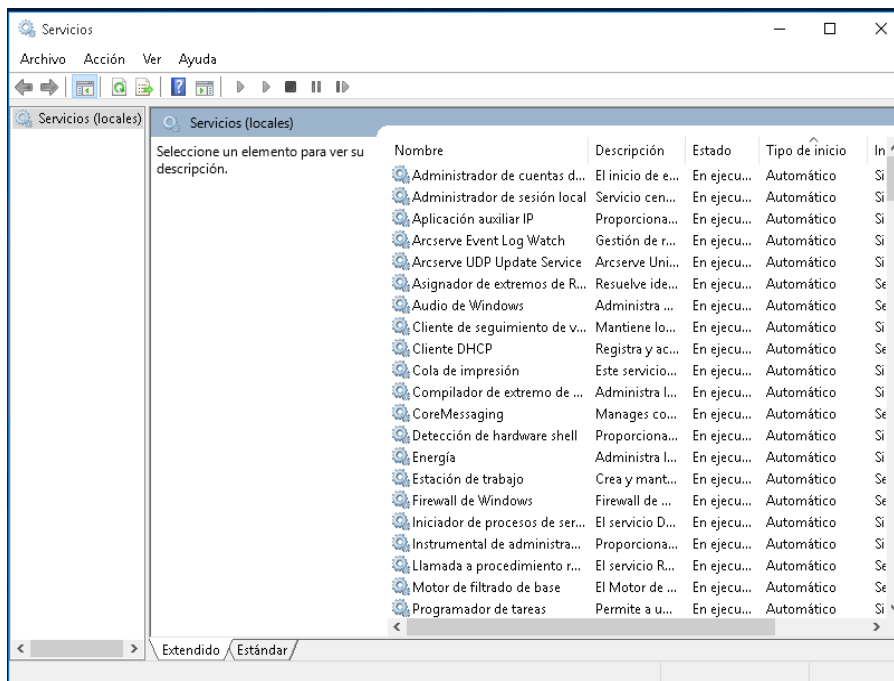 Servicios
Archivo Acción Ver Ayuda
Servicios (locales)
Servicios (locales)
Seleccione un elemento para ver su
descripción.
Nombre Descripción Estado Tipo de inicio In
Administrador de cuentas d... El inicio de e... En ejecu... Automático Si
Administrador de sesión local Servicio cen... En ejecu... Automático Si
Aplicación auxiliar IP Proporciona... En ejecu... Automático Si
Arcserve Event Log Watch Gestión de r... En ejecu... Automático Si
Arcserve UDP Update Service Arcserve Uni... En ejecu... Automático Si
Asignador de extremos de R... Resuelve ide... En ejecu... Automático Se
Audio de Windows Administra ... En ejecu... Automático Se
Cliente de seguimiento de v... Mantiene lo... En ejecu... Automático Si
Cliente DHCP Registra y ac... En ejecu... Automático Se
Cola de impresión Este servicio... En ejecu... Automático Si
Compilador de extremo de ... Administra l... En ejecu... Automático Si
CoreMessaging Manages co... En ejecu... Automático Se
Detección de hardware shell Proporciona... En ejecu... Automático Si
Energía Administra l... En ejecu... Automático Si
Estación de trabajo Crea y mant... En ejecu... Automático Se
Firewall de Windows Firewall de ... En ejecu... Automático Se
Iniciador de procesos de ser... El servicio D... En ejecu... Automático Si
Instrumental de administra... Proporciona... En ejecu... Automático Si
Llamada a procedimiento r... El servicio R... En ejecu... Automático Se
Motor de filtrado de base El Motor de ... En ejecu... Automático Se
Programador de tareas Permite a u... En ejecu... Automático Si
Extendido Estándar